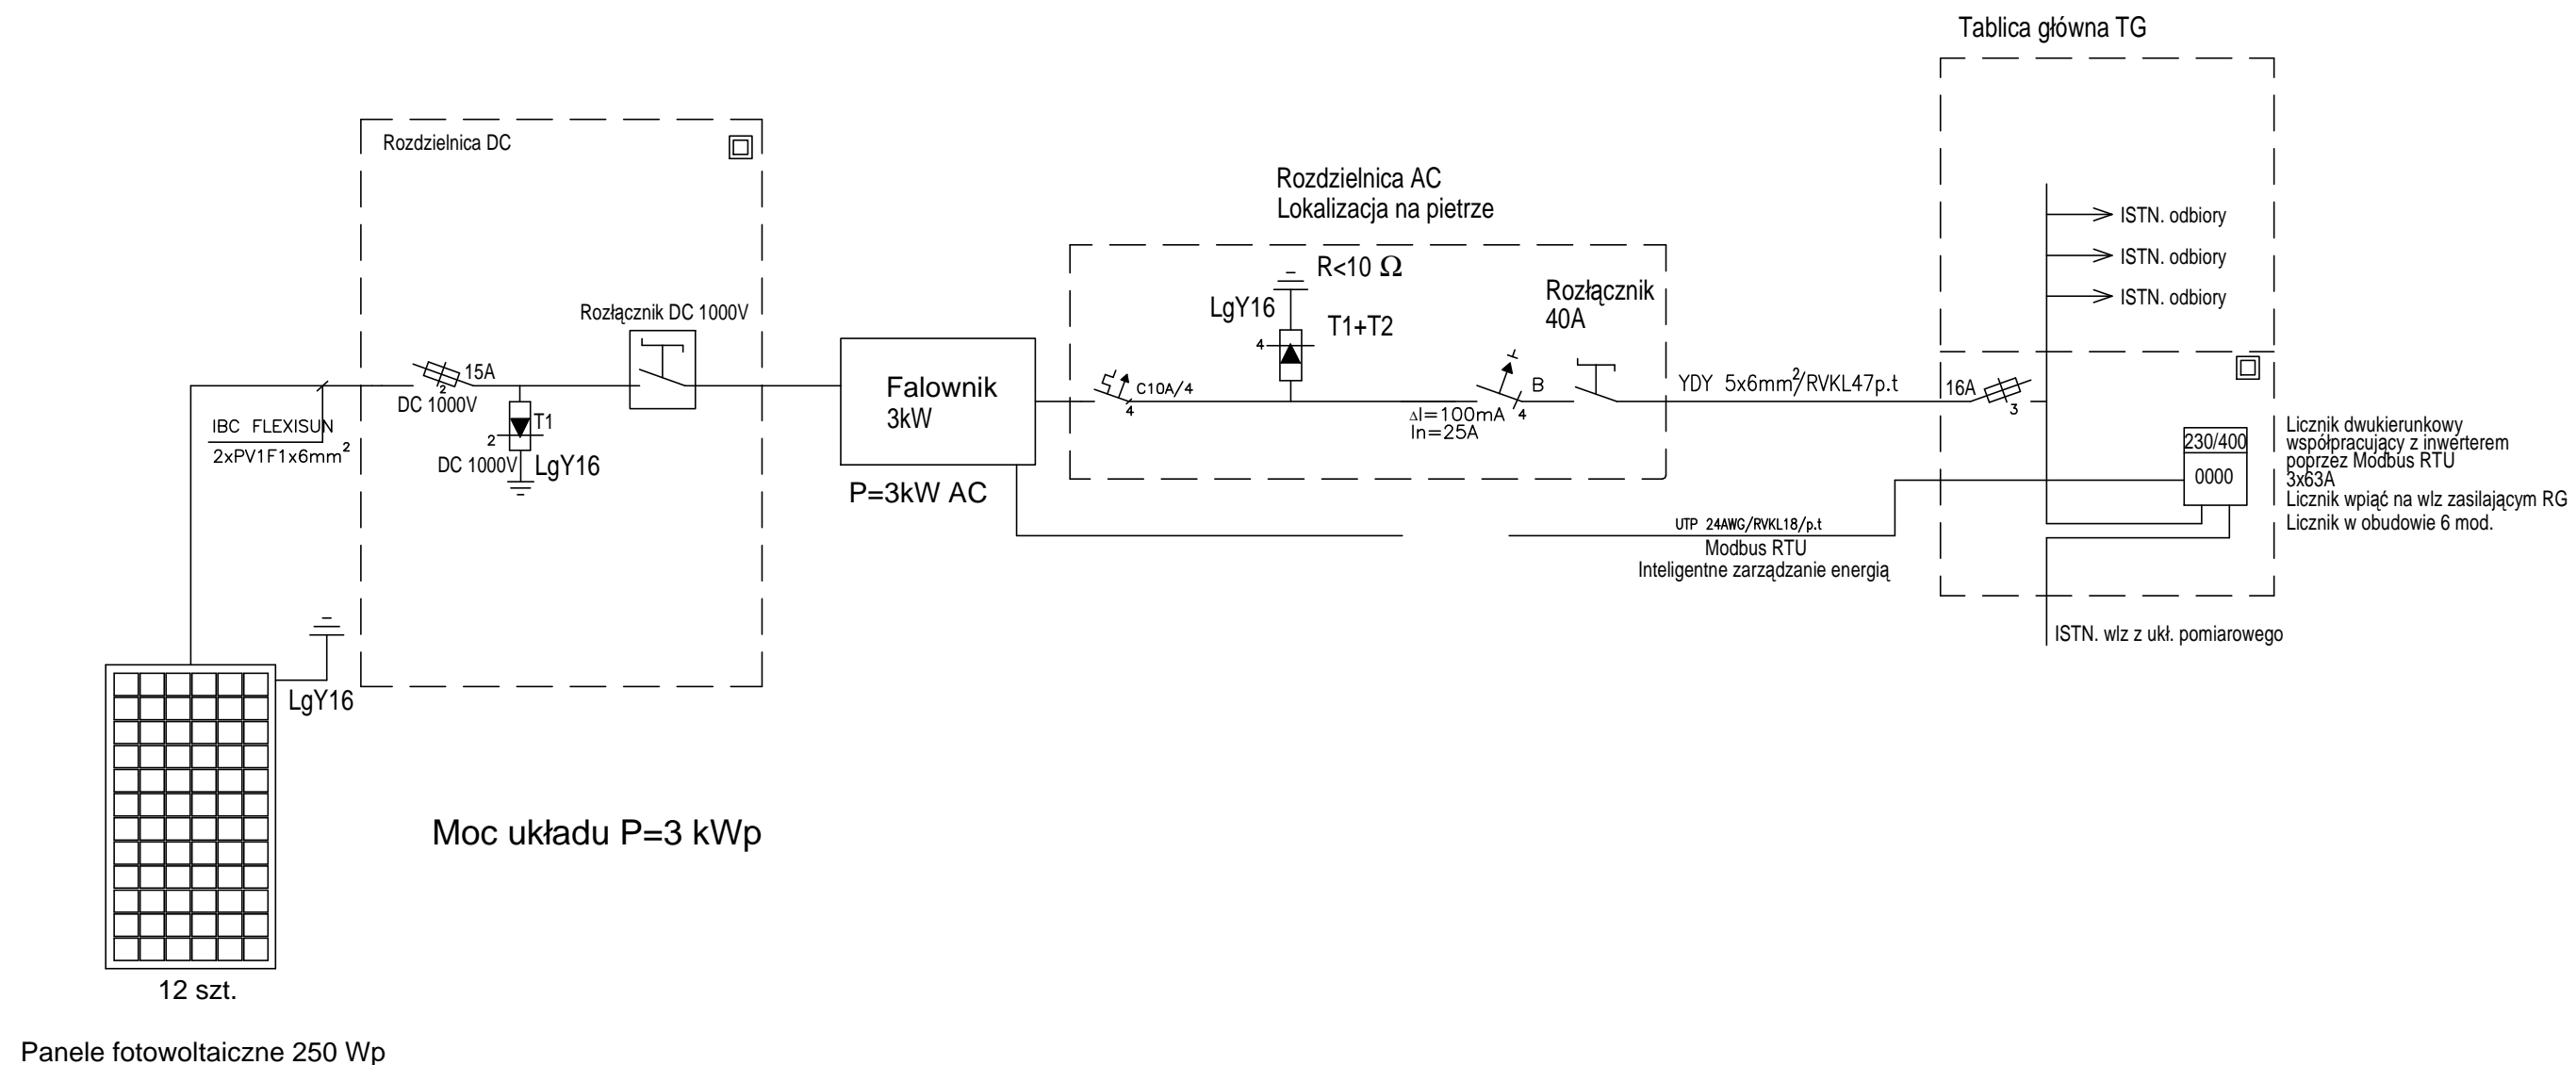 Tablica główna TG
Rozdzielnica DC
Rozdzielnica AC
Lokalizacja na pietrze
R<10 Ω
LgY16
T1+T2
4
Rozłącznik
40A
ISTN. odbiory
ISTN. odbiory
ISTN. odbiory
Rozłącznik DC 1000V
15A
2
DC 1000V
T1
2
DC 1000V
LgY16
IBC FLEXISUN
2xPV1F1x6mm²
Falownik
3kW
P=3kW AC
C10A/4
4
B
4
ΔI=100mA
In=25A
YDY 5x6mm²/RVKL47p.t
16A
3
230/400
0000
Licznik dwukierunkowy
współpracujący z inwerterem
poprzez Modbus RTU
3x63A
Licznik wpiąć na wlz zasilającym RG
Licznik w obudowie 6 mod.
UTP 24AWG/RVKL18/p.t
Modbus RTU
Inteligentne zarządzanie energią
ISTN. wlz z ukł. pomiarowego
LgY16
Moc układu P=3 kWp
12 szt.
Panele fotowoltaiczne 250 Wp